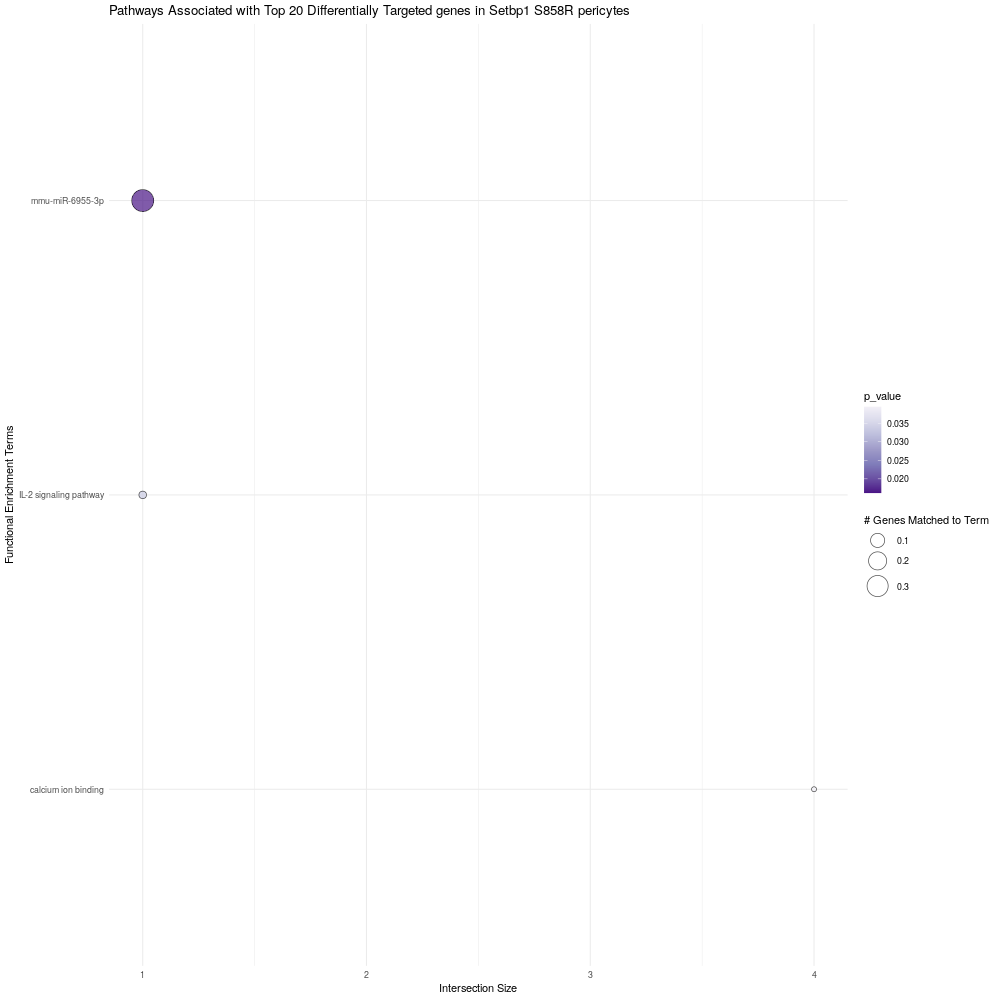 Pathways Associated with Top 20 Differentially Targeted genes in Setbp1 S858R pericytes
mmu-miR-6955-3p
IL-2 signaling pathway
calcium ion binding
Functional Enrichment Terms
1
2
3
4
Intersection Size
p_value
0.035
0.030
0.025
0.020
# Genes Matched to Term
0.1
0.2
0.3